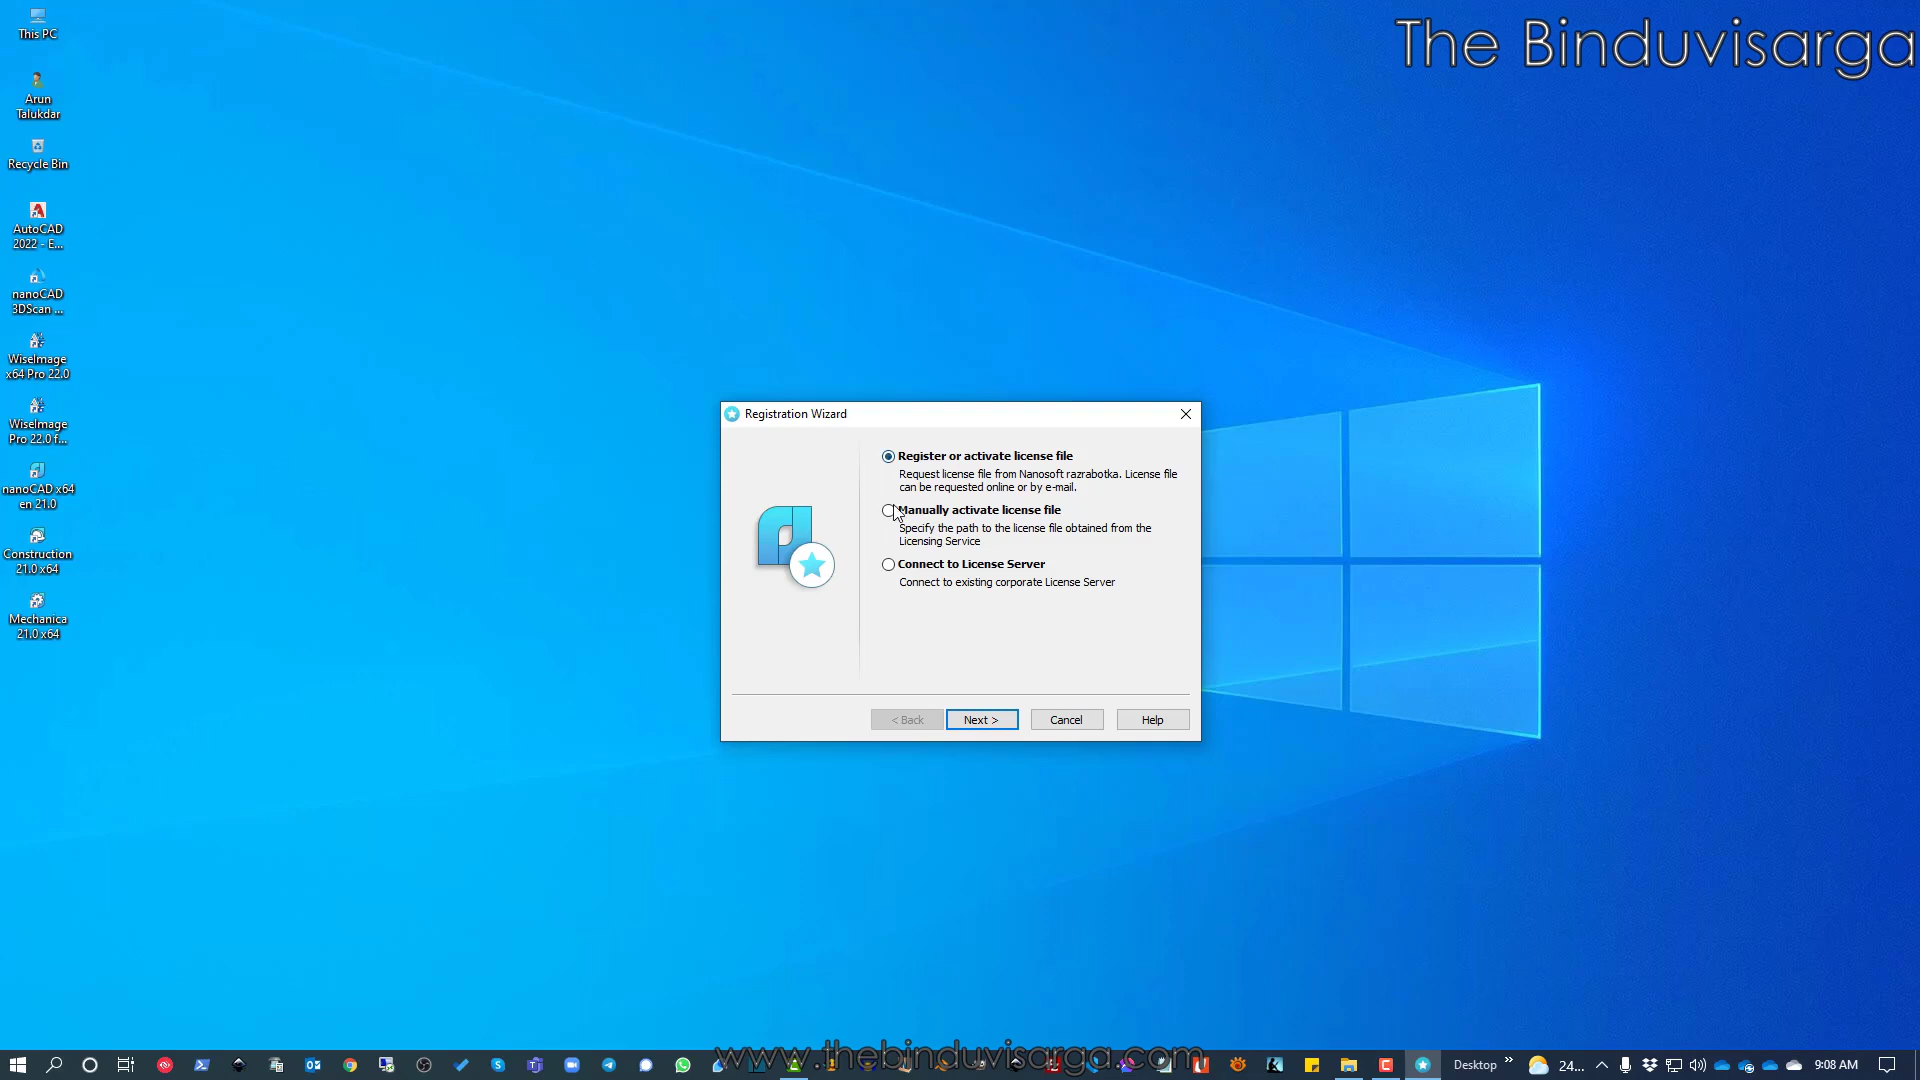 The Binduvisarga
This PC
Arun
Talukdar
Recycle Bin
AutoCAD
2022 - E...
nanoCAD
3DScan ...
WiseImage
x64 Pro 22.0
WiseImage
Pro 22.0 f...
nanoCAD x64
en 21.0
Construction
21.0 x64
Mechanica
21.0 x64
Registration Wizard
Register or activate license file
Request license file from Nanosoft razrabotka. License file
can be requested online or by e-mail.
Manually activate license file
Specify the path to the license file obtained from the
Licensing Service
Connect to License Server
Connect to existing corporate License Server
< Back
Next >
Cancel
Help
www.thebinduvisarga.com
Desktop
24...
9:08 AM